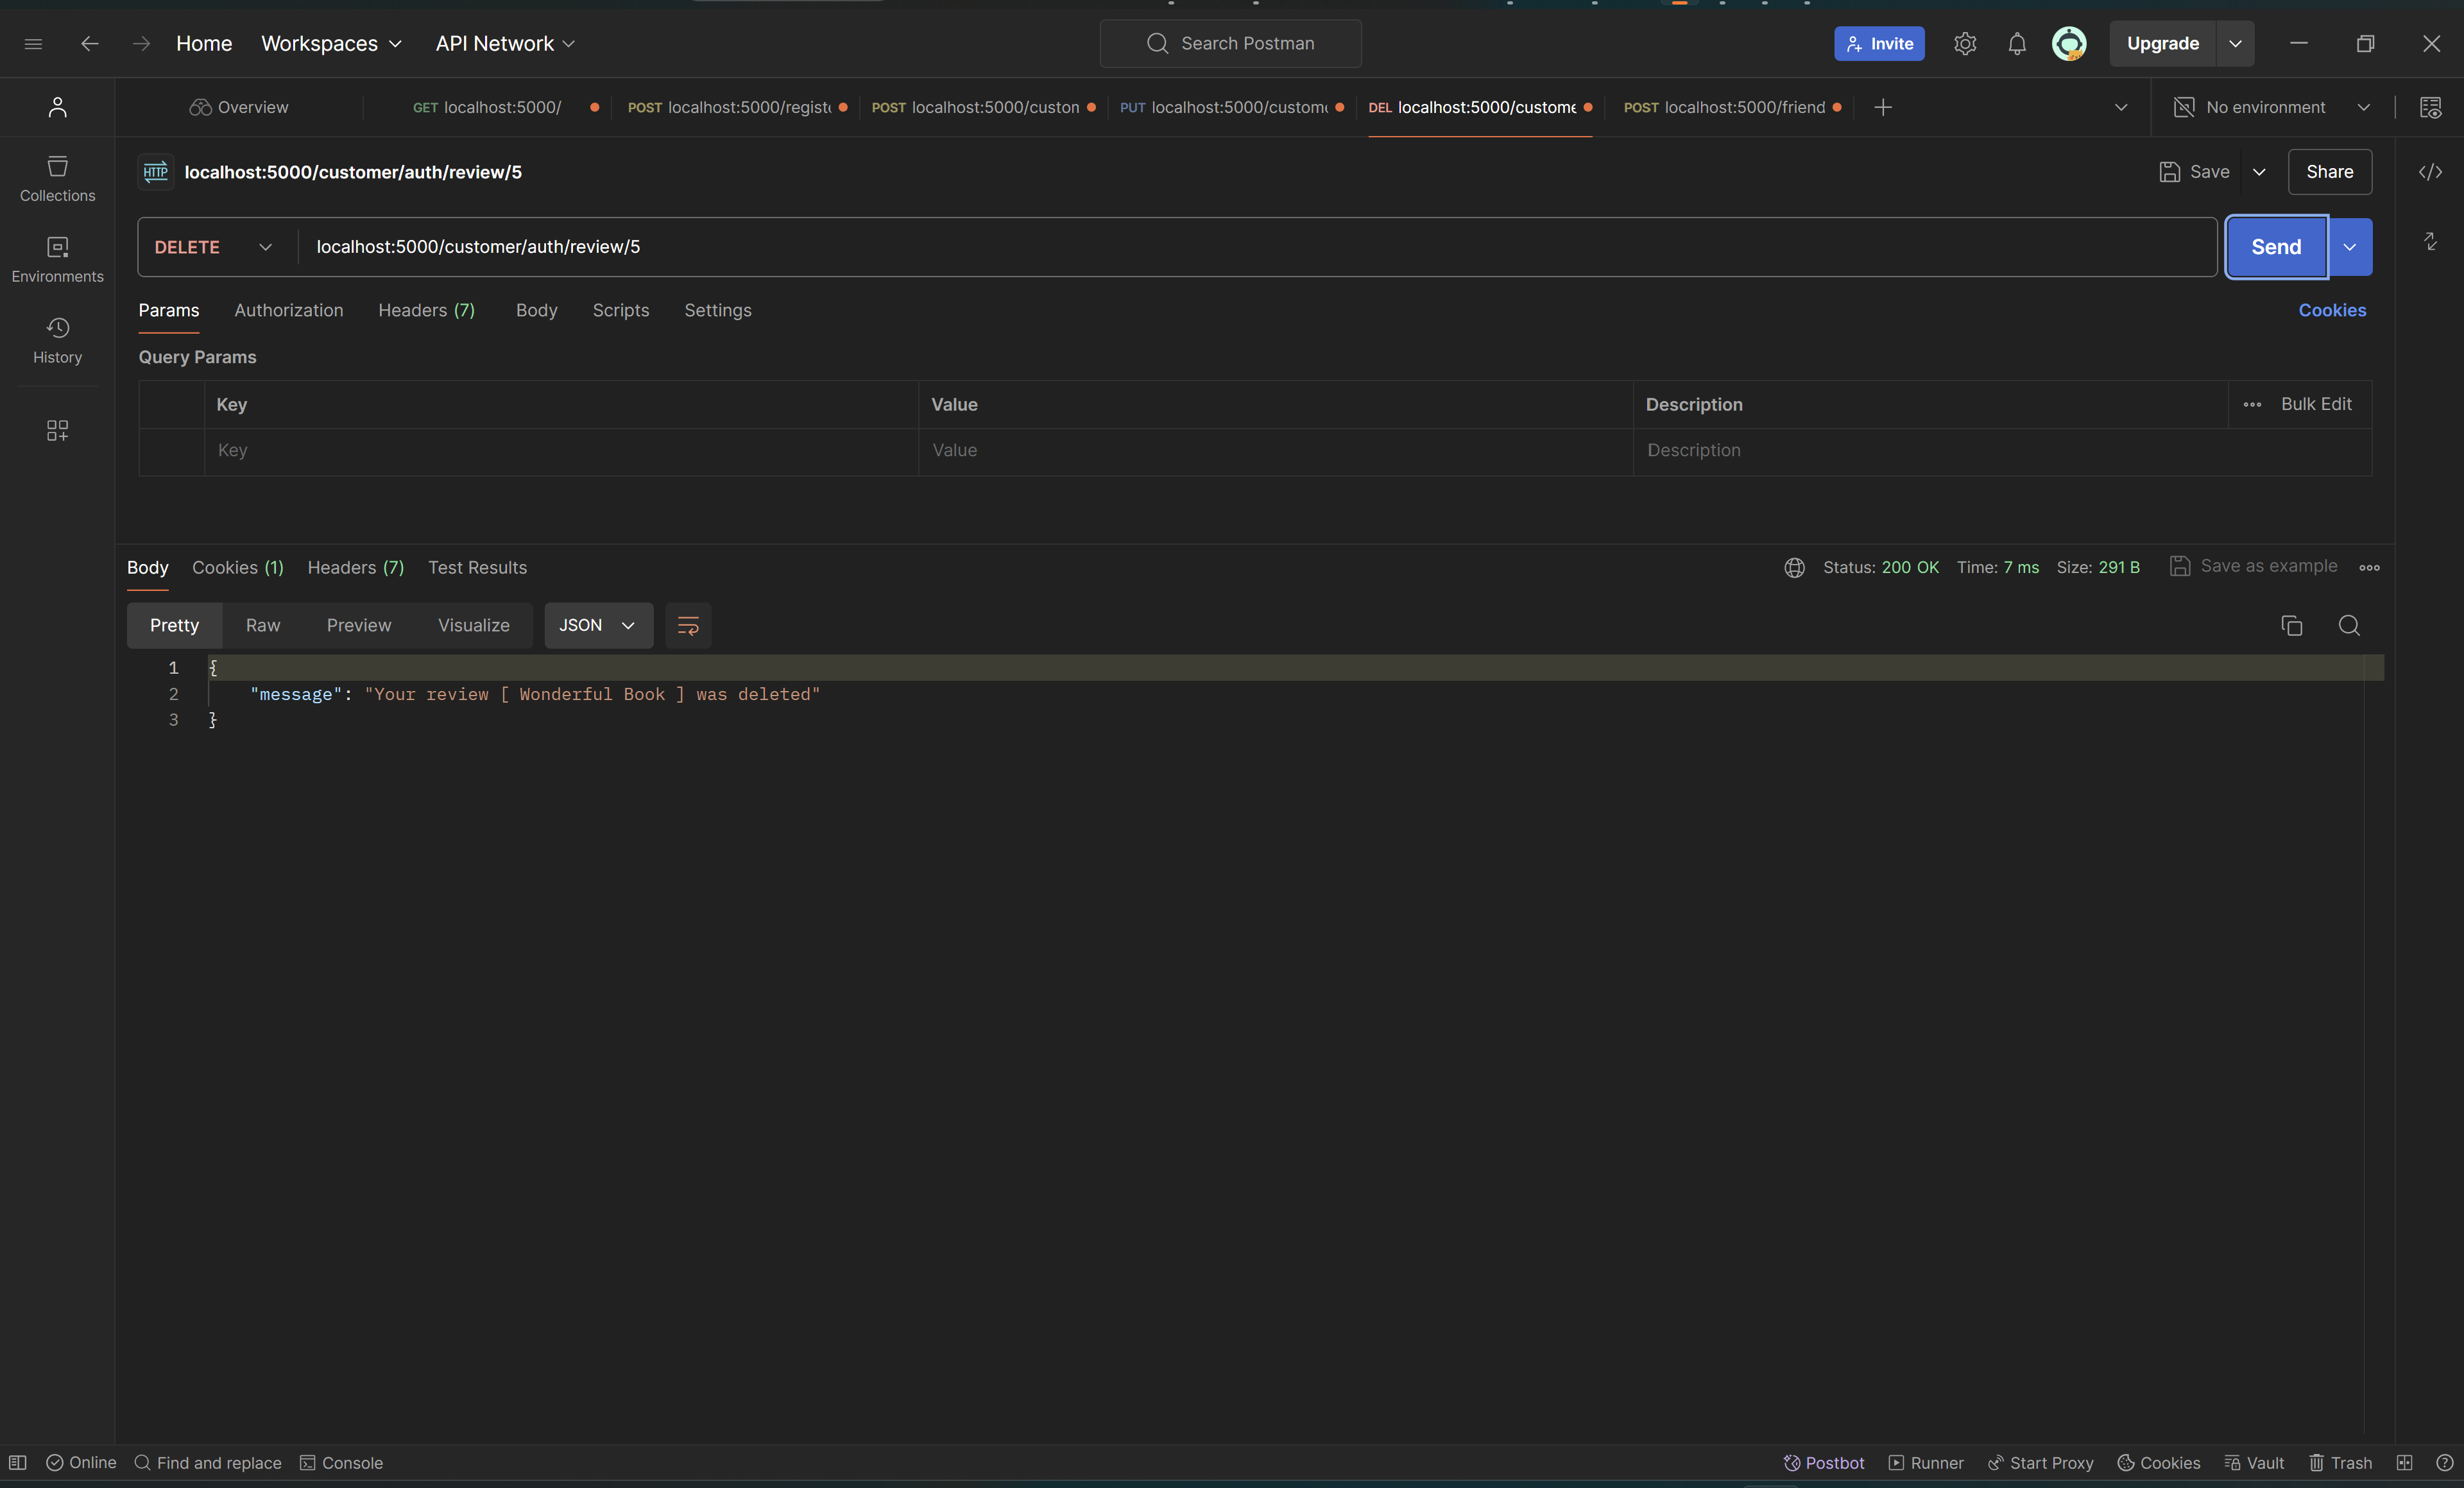 Home Workspaces API Network Search Postman Invite Upgrade
Overview GET localhost:5000/ POST localhost:5000/registe POST localhost:5000/custon PUT localhost:5000/custome DEL localhost:5000/custome POST localhost:5000/friend No environment
HTTP localhost:5000/customer/auth/review/5 Save Share
Collections
Environments
History
DELETE localhost:5000/customer/auth/review/5 Send
Params Authorization Headers (7) Body Scripts Settings Cookies
Query Params
Key Value Description Bulk Edit
Key Value Description
Body Cookies (1) Headers (7) Test Results Status: 200 OK Time: 7 ms Size: 291 B Save as example
Pretty Raw Preview Visualize JSON
1 {
2 "message": "Your review [ Wonderful Book ] was deleted"
3 }
Online Find and replace Console Postbot Runner Start Proxy Cookies Vault Trash